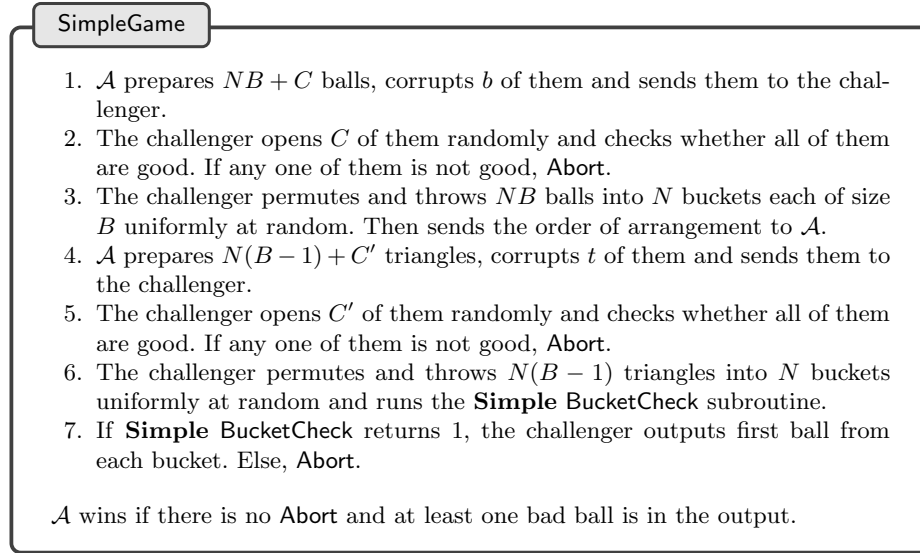 SimpleGame
1. 𝒜 prepares NB + C balls, corrupts b of them and sends them to the chal-
lenger.
2. The challenger opens C of them randomly and checks whether all of them
are good. If any one of them is not good, Abort.
3. The challenger permutes and throws NB balls into N buckets each of size
B uniformly at random. Then sends the order of arrangement to 𝒜.
4. 𝒜 prepares N(B − 1) + C′ triangles, corrupts t of them and sends them to
the challenger.
5. The challenger opens C′ of them randomly and checks whether all of them
are good. If any one of them is not good, Abort.
6. The challenger permutes and throws N(B − 1) triangles into N buckets
uniformly at random and runs the Simple BucketCheck subroutine.
7. If Simple BucketCheck returns 1, the challenger outputs first ball from
each bucket. Else, Abort.
𝒜 wins if there is no Abort and at least one bad ball is in the output.